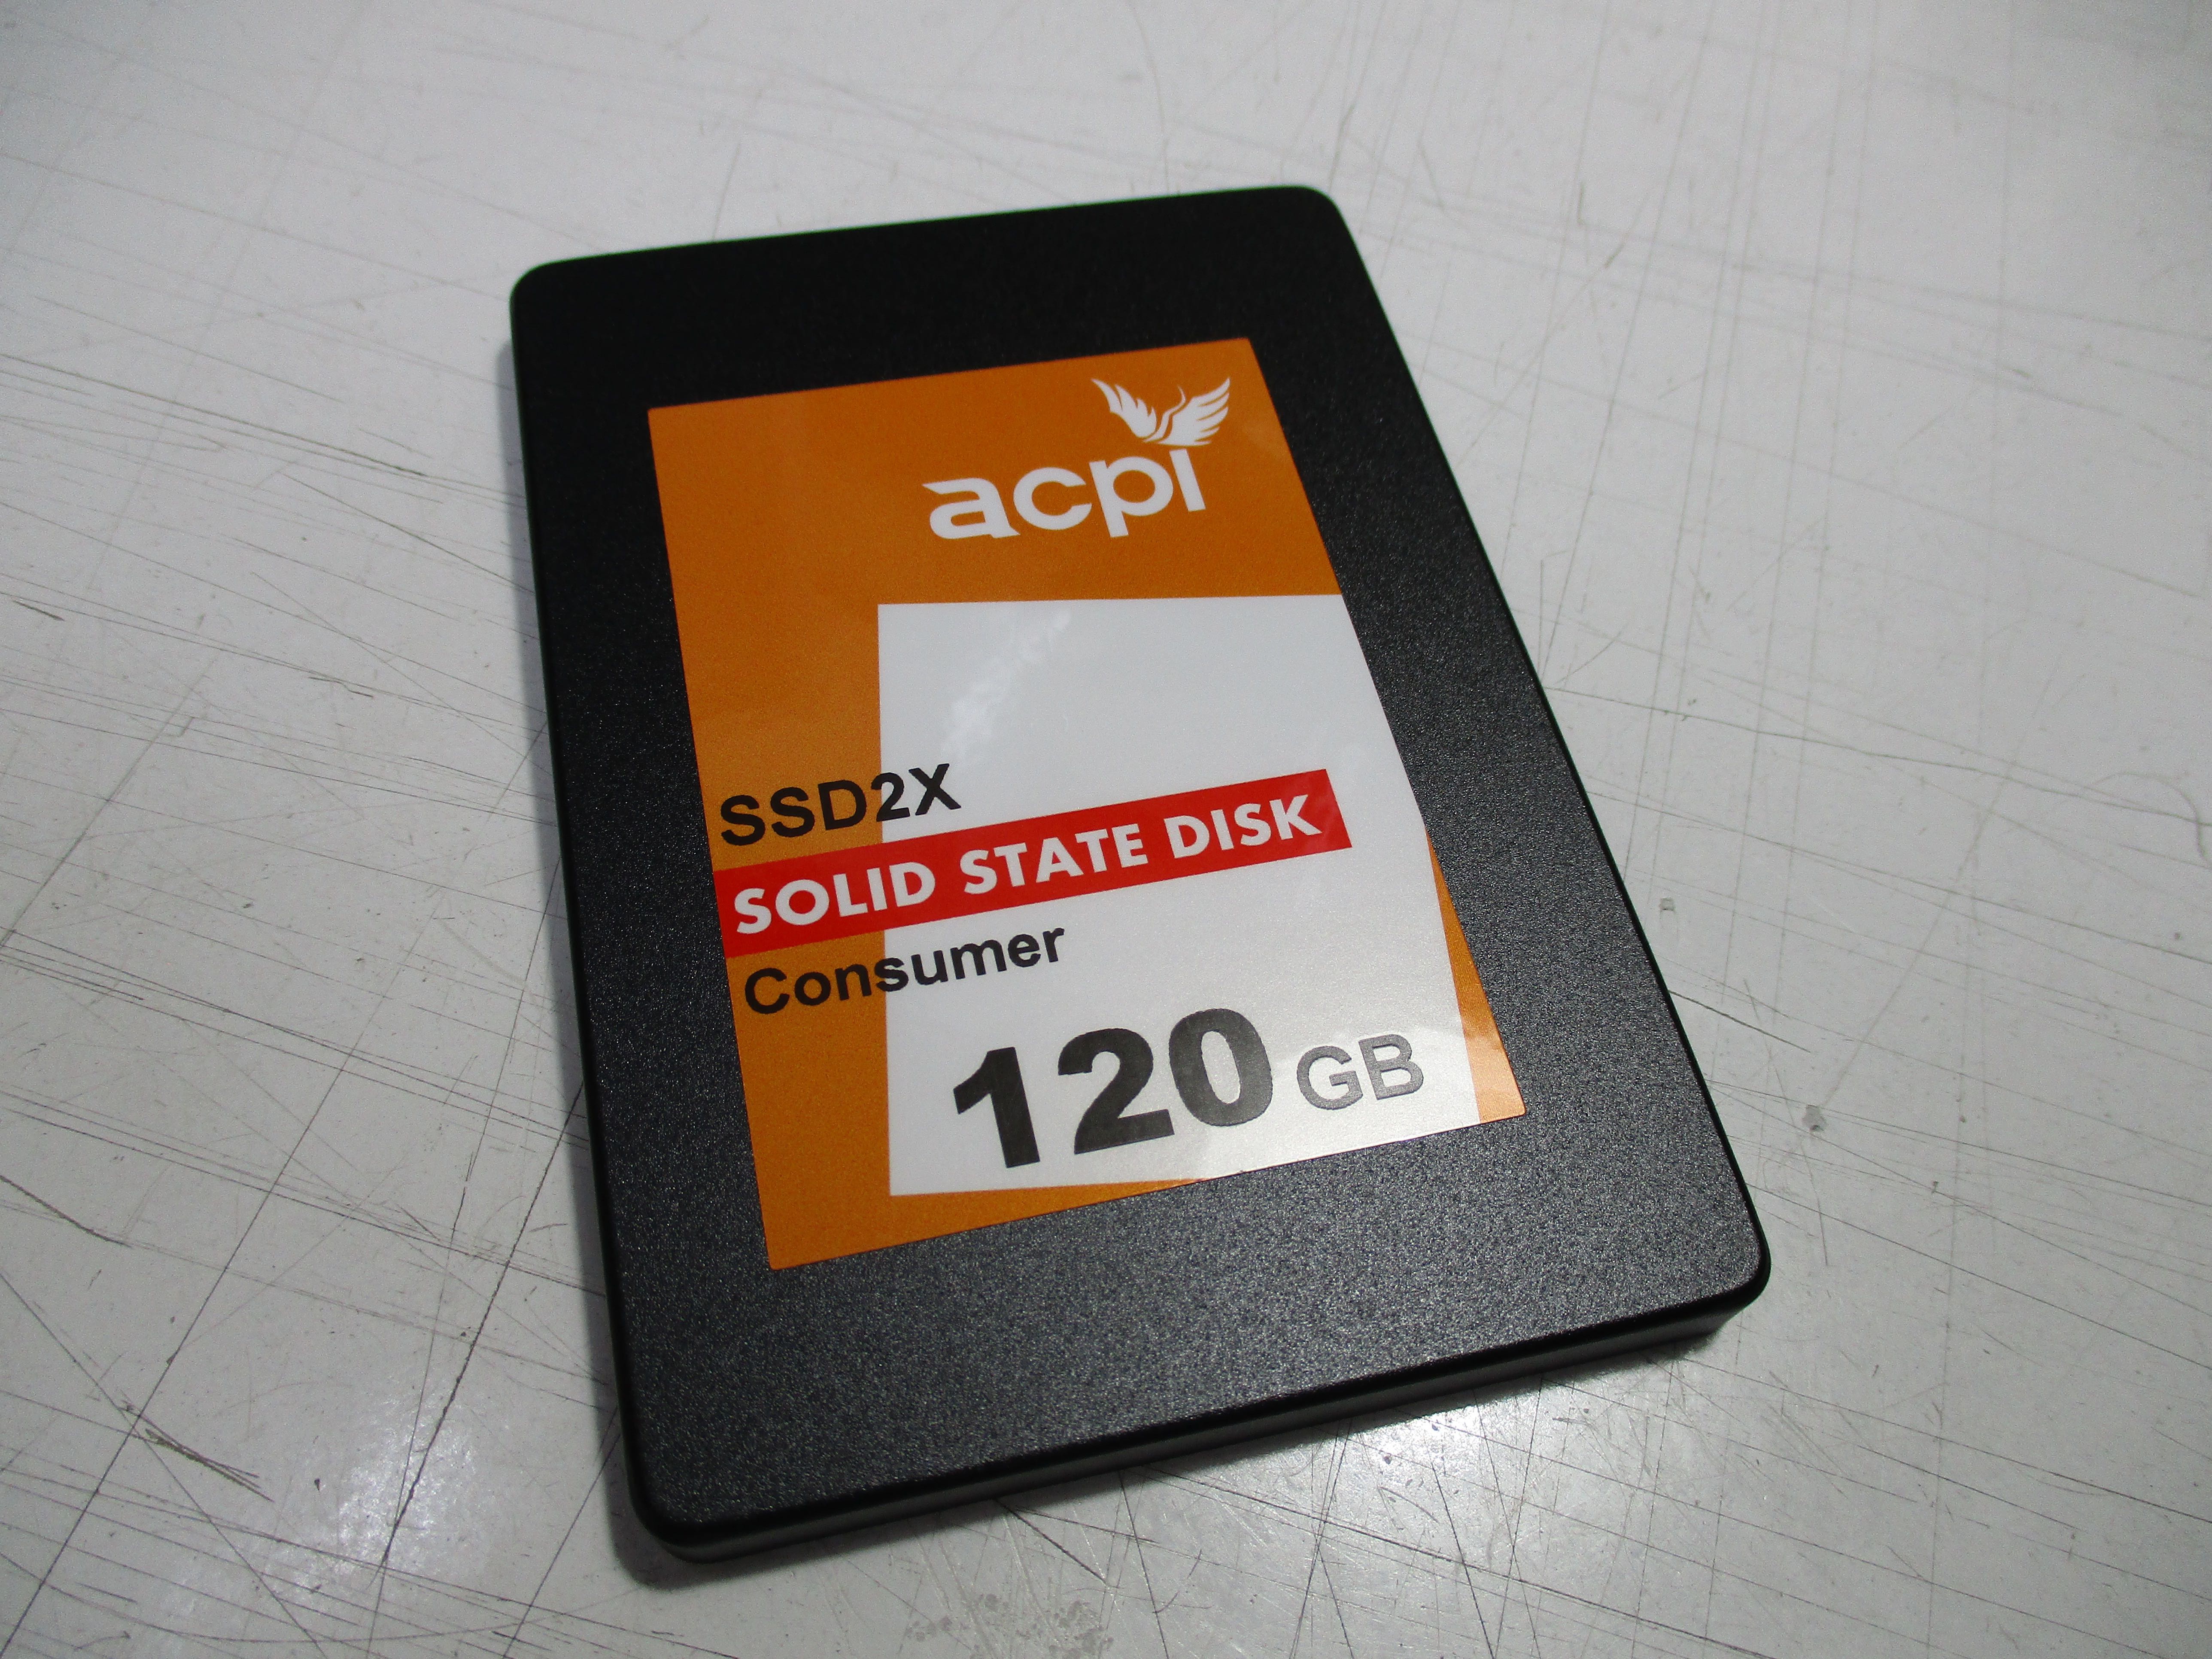 acpi
SSD2X
SOLID STATE DISK
Consumer
120 GB